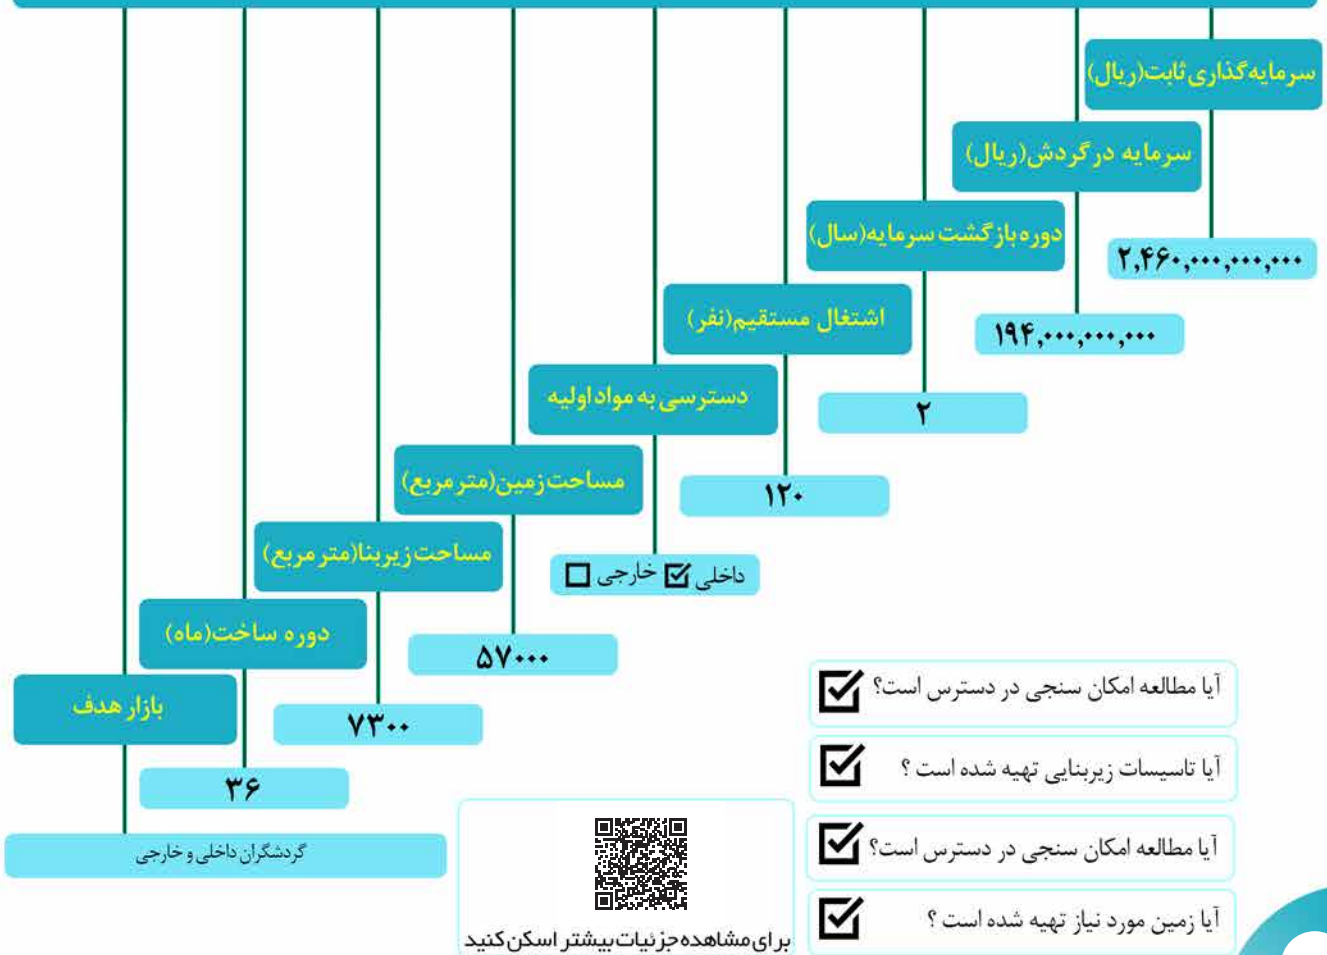 سرمایه‌گذاری ثابت(ریال)
۲,۴۶۰,۰۰۰,۰۰۰,۰۰۰
سرمایه در گردش(ریال)
۱۹۴,۰۰۰,۰۰۰,۰۰۰
دوره بازگشت سرمایه(سال)
۲
اشتغال مستقیم(نفر)
۱۲۰
دسترسی به مواد اولیه
داخلی ☑ خارجی ☐
مساحت زمین(متر مربع)
۵۷۰۰۰
مساحت زیربنا(متر مربع)
۷۳۰۰
دوره ساخت(ماه)
۳۶
بازار هدف
گردشگران داخلی و خارجی
آیا مطالعه امکان سنجی در دسترس است؟ ☑
آیا تاسیسات زیربنایی تهیه شده است ؟ ☑
آیا مطالعه امکان سنجی در دسترس است؟ ☑
آیا زمین مورد نیاز تهیه شده است ؟ ☑
برای مشاهده جزئیات بیشتر اسکن کنید